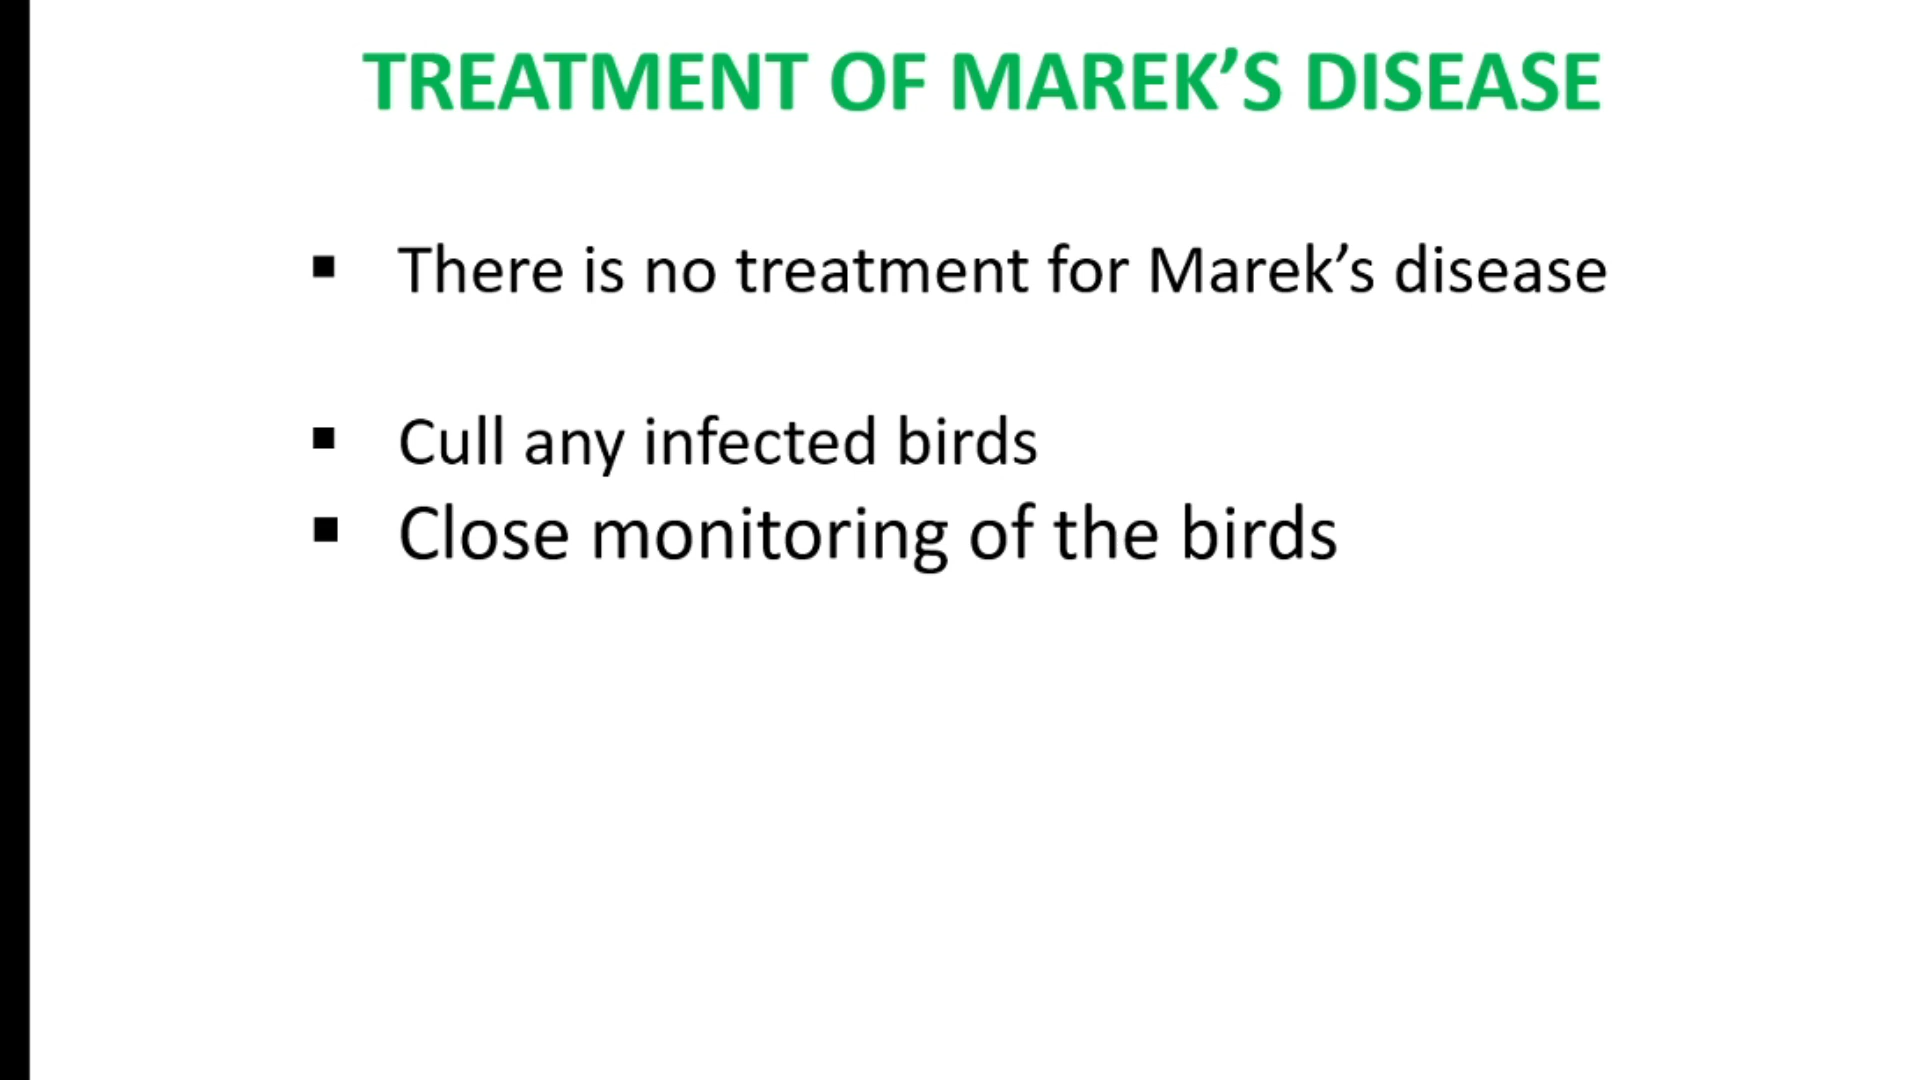 TREATMENT OF MAREK’S DISEASE
▪ There is no treatment for Marek’s disease
▪ Cull any infected birds
▪ Close monitoring of the birds